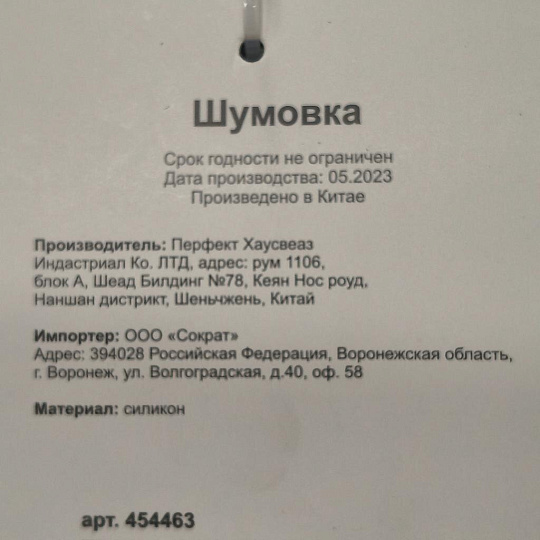 Шумовка
Срок годности не ограничен
Дата производства: 05.2023
Произведено в Китае
Производитель: Перфект Хаусвеаз
Индастриал Ко. ЛТД, адрес: рум 1106,
блок А, Шеад Билдинг №78, Кеян Нос роуд,
Наншан дистрикт, Шеньчжень, Китай
Импортер: ООО «Сократ»
Адрес: 394028 Российская Федерация, Воронежская область,
г. Воронеж, ул. Волгоградская, д.40, оф. 58
Материал: силикон
арт. 454463